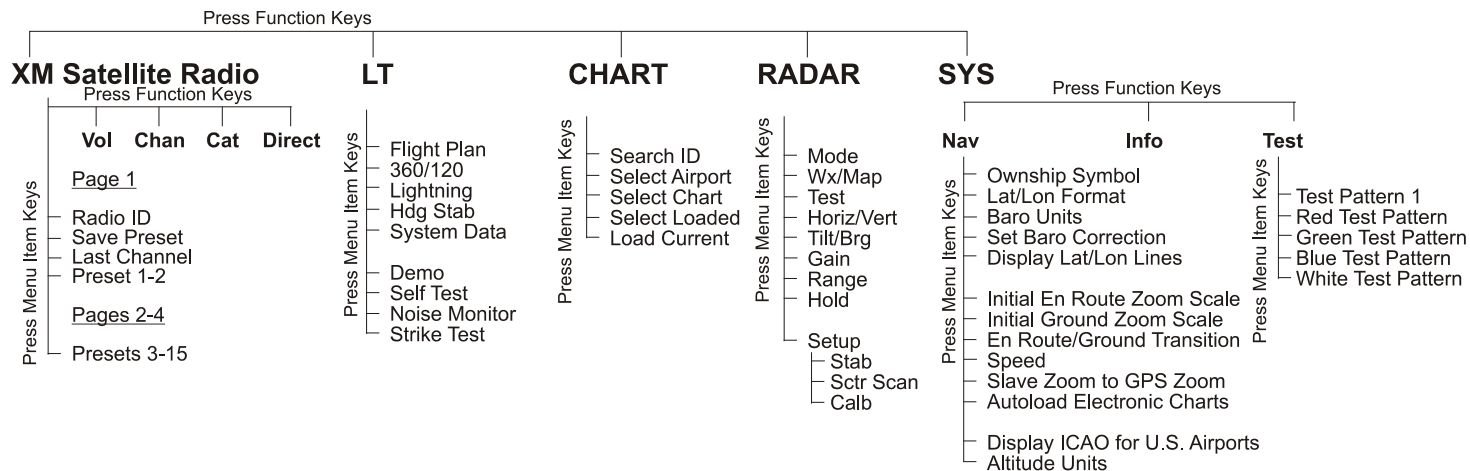 Press Function Keys
XM Satellite Radio
Press Function Keys
Vol Chan Cat Direct
Press Menu Item Keys
Page 1
Radio ID
Save Preset
Last Channel
Preset 1-2
Pages 2-4
Presets 3-15
LT
Press Menu Item Keys
Flight Plan
360/120
Lightning
Hdg Stab
System Data
Demo
Self Test
Noise Monitor
Strike Test
CHART
Press Menu Item Keys
Search ID
Select Airport
Select Chart
Select Loaded
Load Current
RADAR
Press Menu Item Keys
Mode
Wx/Map
Test
Horiz/Vert
Tilt/Brg
Gain
Range
Hold
Setup
Stab
Sctr Scan
Calb
SYS
Press Function Keys
Nav Info Test
Press Menu Item Keys
Ownship Symbol
Lat/Lon Format
Baro Units
Set Baro Correction
Display Lat/Lon Lines
Initial En Route Zoom Scale
Initial Ground Zoom Scale
En Route/Ground Transition
Speed
Slave Zoom to GPS Zoom
Autoload Electronic Charts
Display ICAO for U.S. Airports
Altitude Units
Press Menu Item Keys
Test Pattern 1
Red Test Pattern
Green Test Pattern
Blue Test Pattern
White Test Pattern